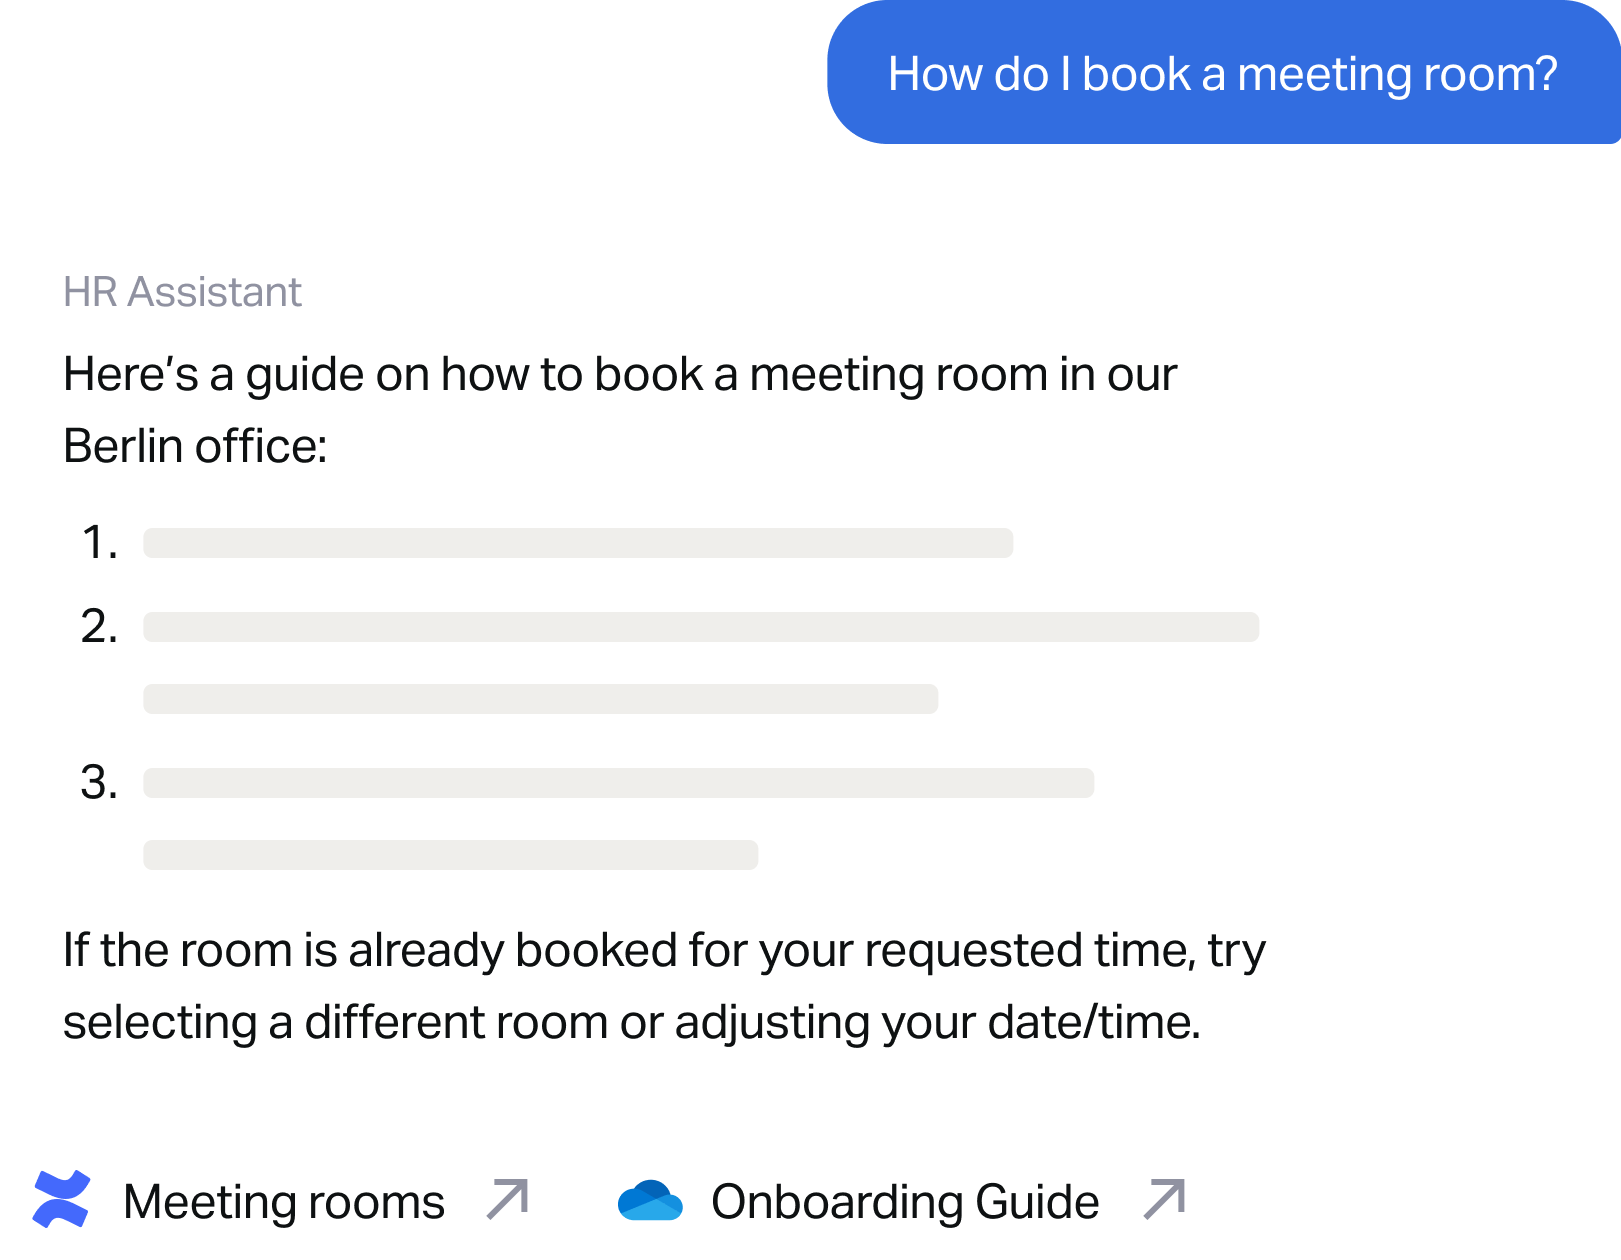 How do I book a meeting room?
HR Assistant
Here’s a guide on how to book a meeting room in our
Berlin office:
1.
2.
3.
If the room is already booked for your requested time, try
selecting a different room or adjusting your date/time.
Meeting rooms Onboarding Guide